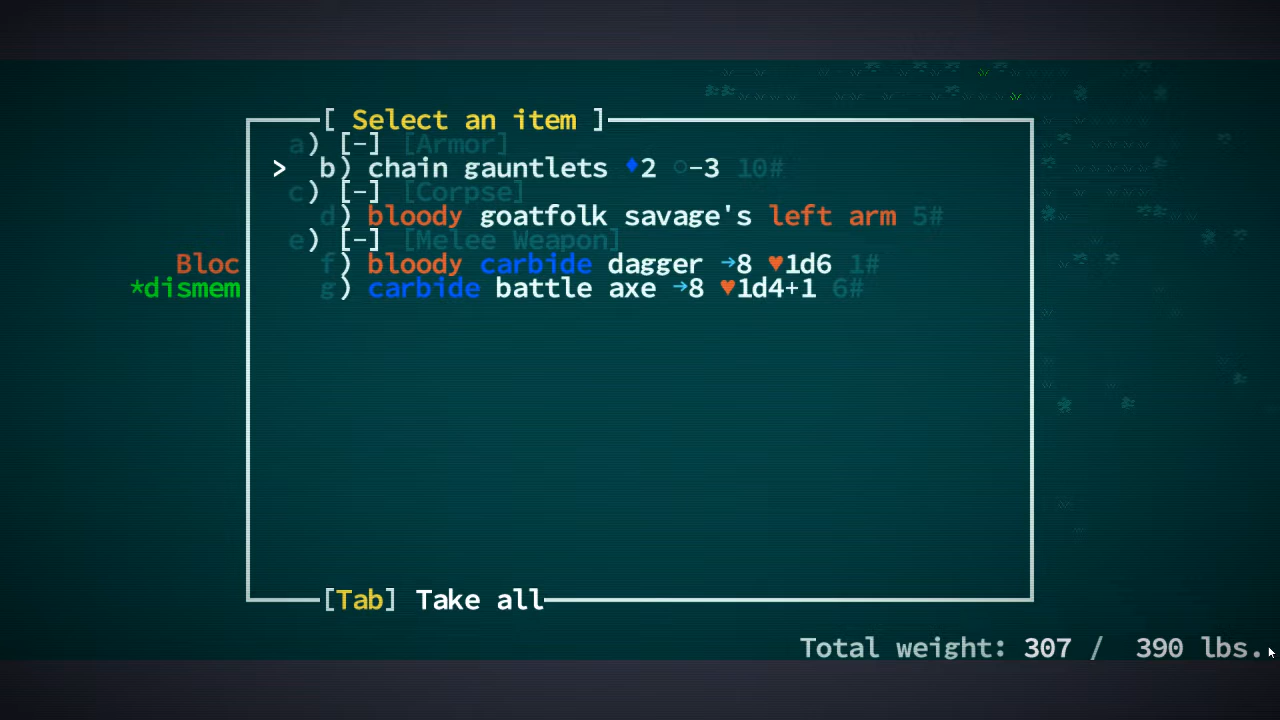 [ Select an item ]
a) [-] [Armor]
> b) chain gauntlets ♦2 ○-3 10#
c) [-] [Corpse]
d) bloody goatfolk savage's left arm 5#
e) [-] [Melee Weapon]
Bloc f) bloody carbide dagger →8 ♥1d6 1#
*dismem g) carbide battle axe →8 ♥1d4+1 6#
[Tab] Take all
Total weight: 307 / 390 lbs.